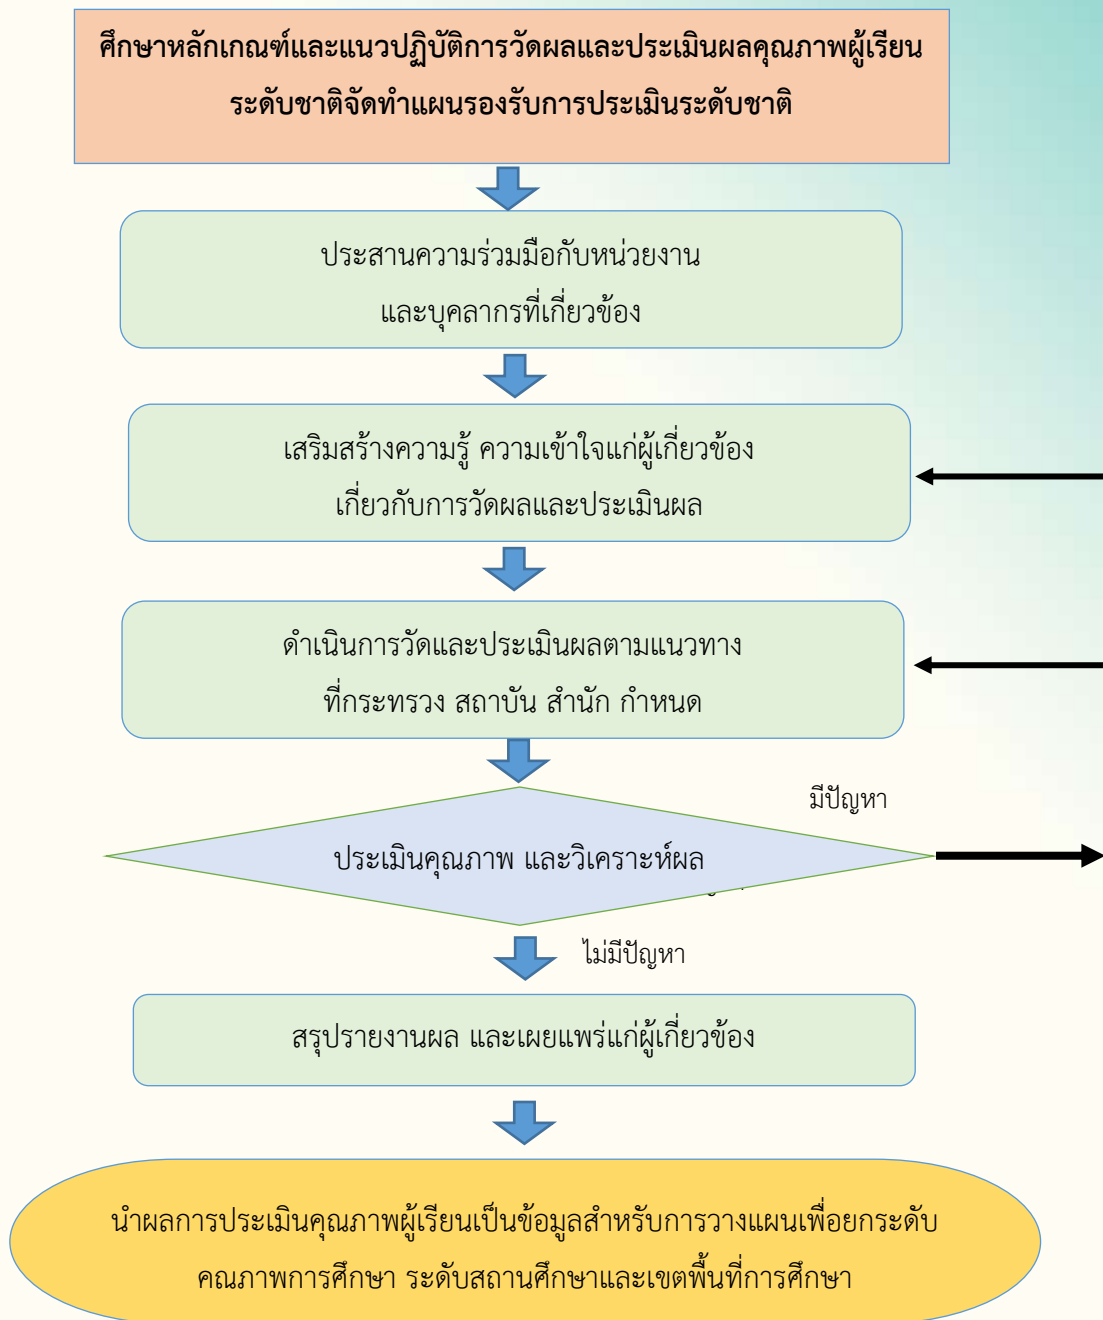 ศึกษาหลักเกณฑ์และแนวปฏิบัติการวัดผลและประเมินผลคุณภาพผู้เรียน
ระดับชาติจัดทำแผนรองรับการประเมินระดับชาติ
ประสานความร่วมมือกับหน่วยงาน
และบุคลากรที่เกี่ยวข้อง
เสริมสร้างความรู้ ความเข้าใจแก่ผู้เกี่ยวข้อง
เกี่ยวกับการวัดผลและประเมินผล
ดำเนินการวัดและประเมินผลตามแนวทาง
ที่กระทรวง สถาบัน สำนัก กำหนด
มีปัญหา
ประเมินคุณภาพ และวิเคราะห์ผล
ไม่มีปัญหา
สรุปรายงานผล และเผยแพร่แก่ผู้เกี่ยวข้อง
นำผลการประเมินคุณภาพผู้เรียนเป็นข้อมูลสำหรับการวางแผนเพื่อยกระดับ
คณภาพการศึกษา ระดับสถานศึกษาและเขตพื้นที่การศึกษา